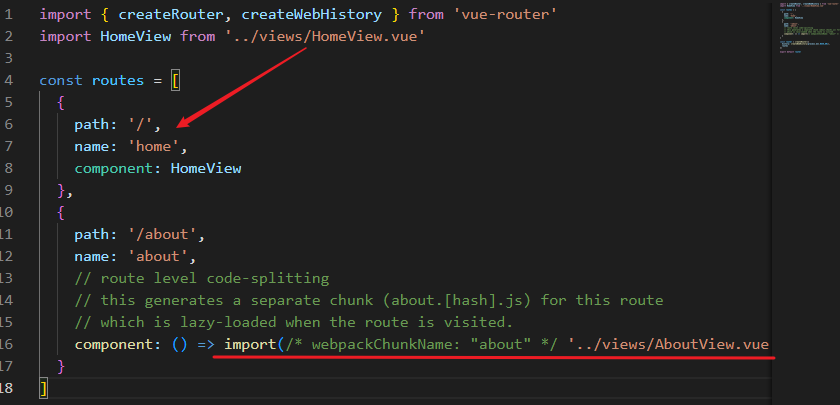 1 import { createRouter, createWebHistory } from 'vue-router'
2 import HomeView from '../views/HomeView.vue'
3
4 const routes = [
5   {
6     path: '/',
7     name: 'home',
8     component: HomeView
9   },
10   {
11     path: '/about',
12     name: 'about',
13     // route level code-splitting
14     // this generates a separate chunk (about.[hash].js) for this route
15     // which is lazy-loaded when the route is visited.
16     component: () => import(/* webpackChunkName: "about" */ '../views/AboutView.vue
17   }
18 ]